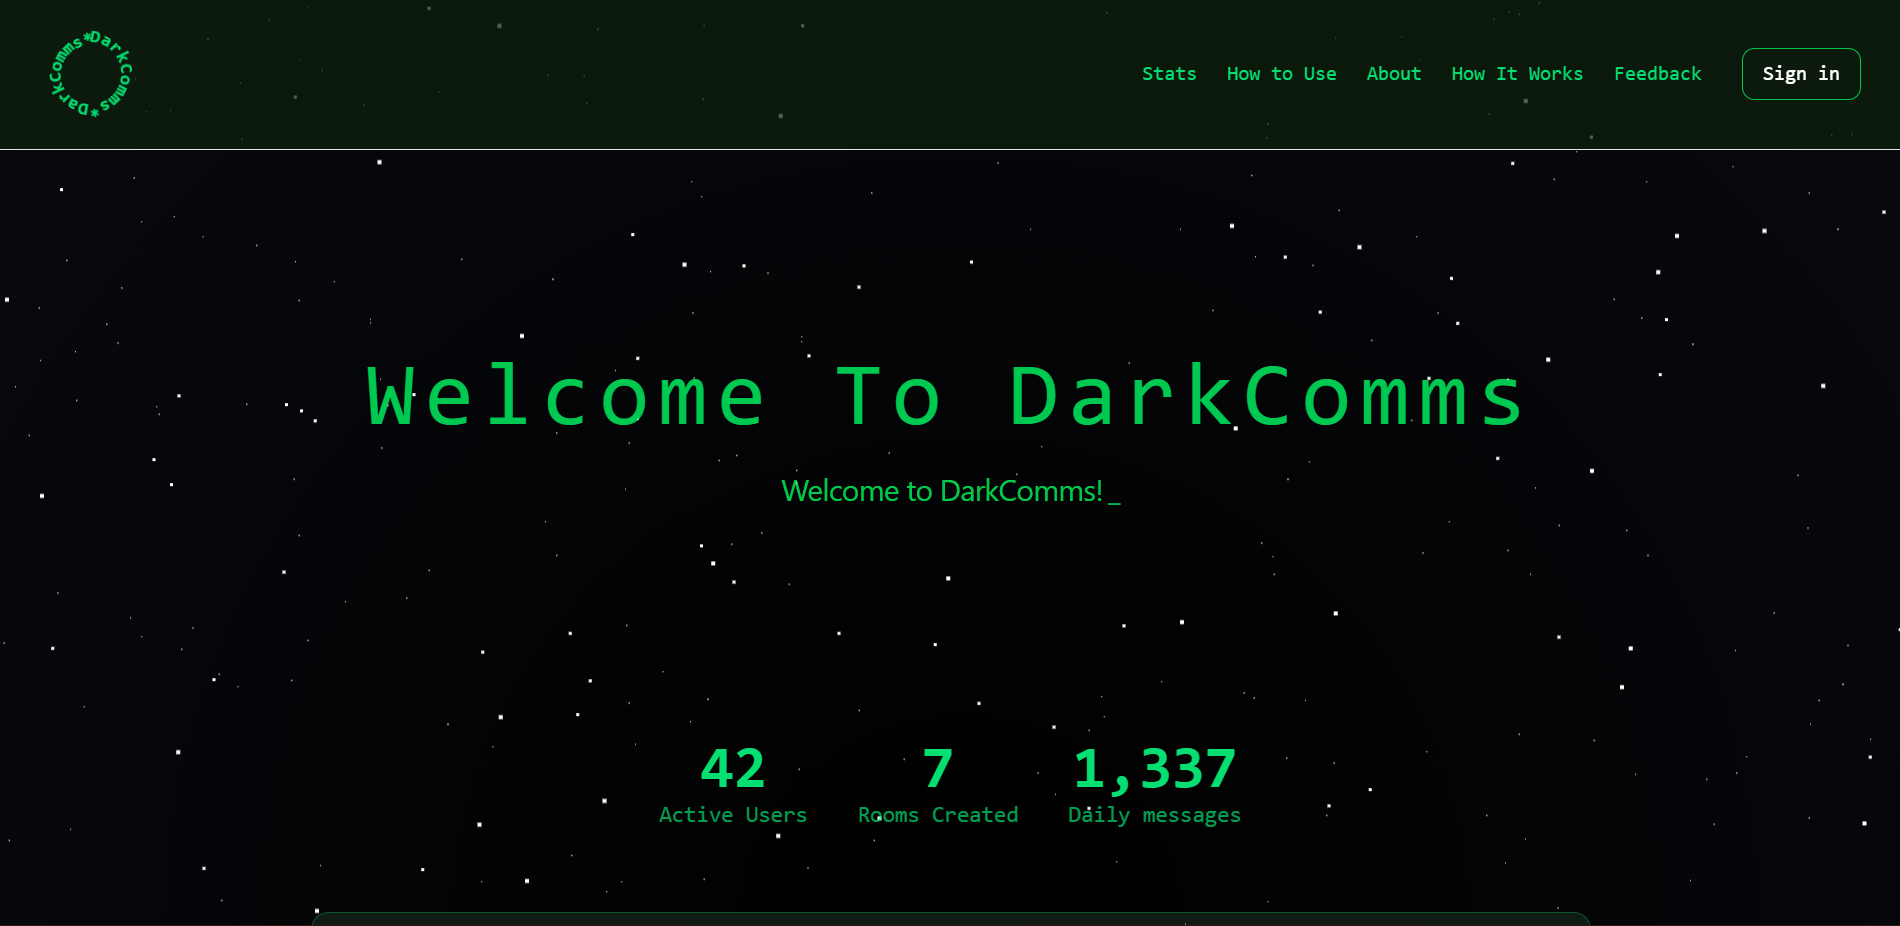 DarkComms*DarkComms*
Stats How to Use About How It Works Feedback Sign in
Welcome To DarkComms
Welcome to DarkComms!_
42 7 1,337
Active Users Rooms Created Daily messages